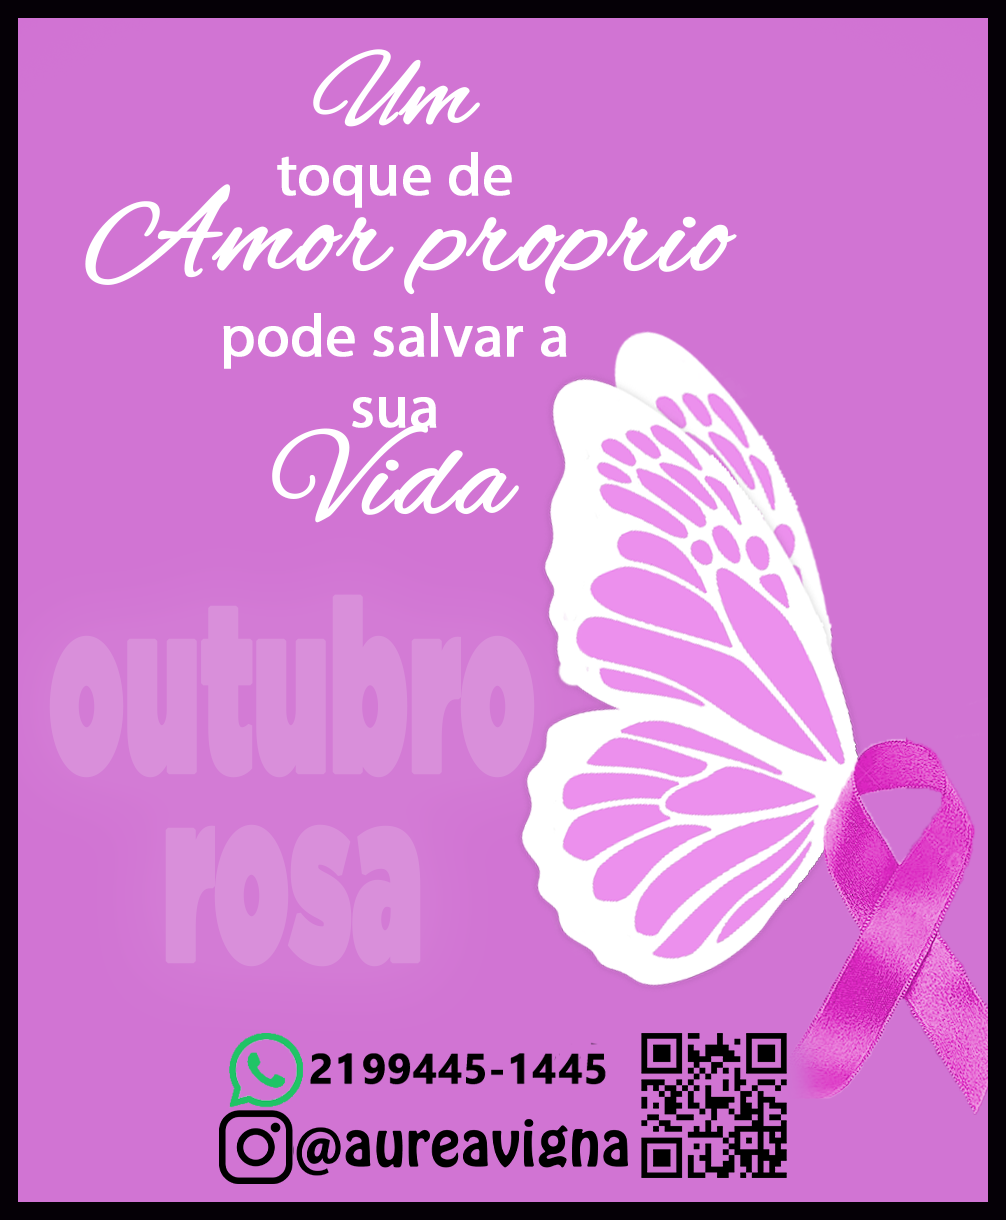 Um
toque de
Amor proprio
pode salvar a
sua
Vida
outubro
rosa
2199445-1445
@aureavigna